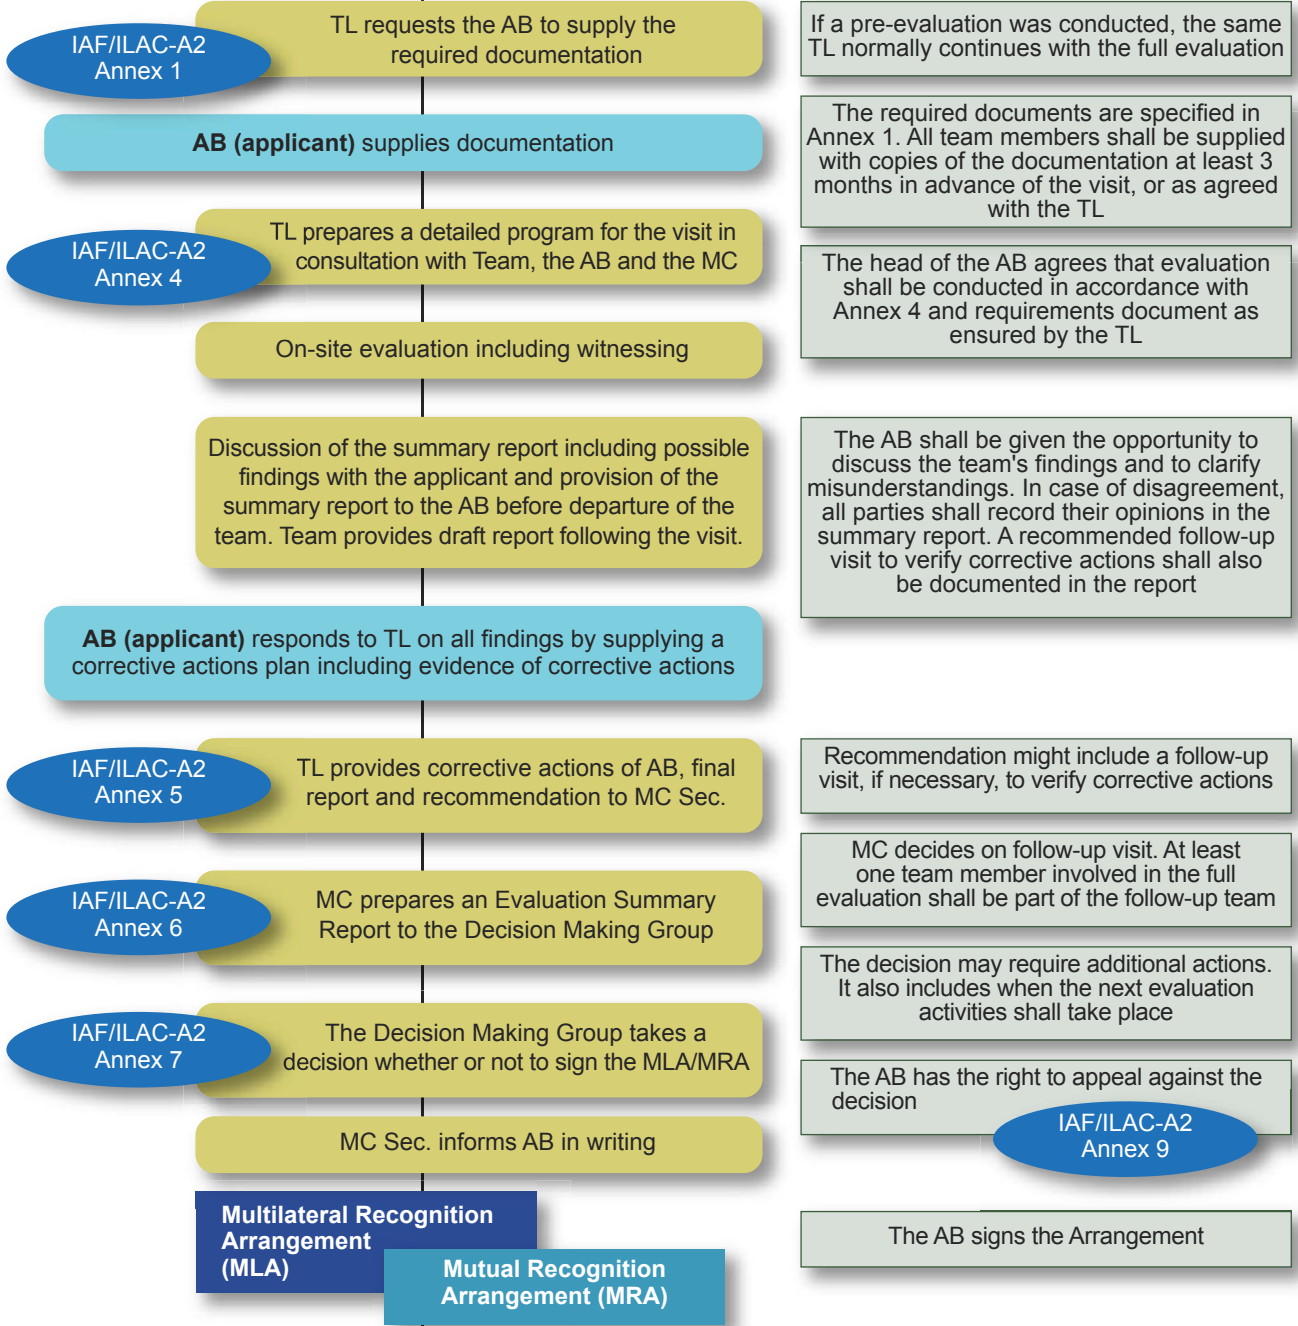 IAF/ILAC-A2
Annex 1
TL requests the AB to supply the
required documentation
If a pre-evaluation was conducted, the same
TL normally continues with the full evaluation
AB (applicant) supplies documentation
The required documents are specified in
Annex 1. All team members shall be supplied
with copies of the documentation at least 3
months in advance of the visit, or as agreed
with the TL
IAF/ILAC-A2
Annex 4
TL prepares a detailed program for the visit in
consultation with Team, the AB and the MC
The head of the AB agrees that evaluation
shall be conducted in accordance with
Annex 4 and requirements document as
ensured by the TL
On-site evaluation including witnessing
Discussion of the summary report including possible
findings with the applicant and provision of the
summary report to the AB before departure of the
team. Team provides draft report following the visit.
The AB shall be given the opportunity to
discuss the team's findings and to clarify
misunderstandings. In case of disagreement,
all parties shall record their opinions in the
summary report. A recommended follow-up
visit to verify corrective actions shall also
be documented in the report
AB (applicant) responds to TL on all findings by supplying a
corrective actions plan including evidence of corrective actions
IAF/ILAC-A2
Annex 5
TL provides corrective actions of AB, final
report and recommendation to MC Sec.
Recommendation might include a follow-up
visit, if necessary, to verify corrective actions
IAF/ILAC-A2
Annex 6
MC prepares an Evaluation Summary
Report to the Decision Making Group
MC decides on follow-up visit. At least
one team member involved in the full
evaluation shall be part of the follow-up team
IAF/ILAC-A2
Annex 7
The Decision Making Group takes a
decision whether or not to sign the MLA/MRA
The decision may require additional actions.
It also includes when the next evaluation
activities shall take place
The AB has the right to appeal against the
decision
IAF/ILAC-A2
Annex 9
MC Sec. informs AB in writing
Multilateral Recognition
Arrangement
(MLA)
Mutual Recognition
Arrangement (MRA)
The AB signs the Arrangement